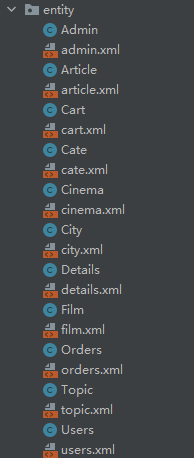 entity
Admin
admin.xml
Article
article.xml
Cart
cart.xml
Cate
cate.xml
Cinema
cinema.xml
City
city.xml
Details
details.xml
Film
film.xml
Orders
orders.xml
Topic
topic.xml
Users
users.xml